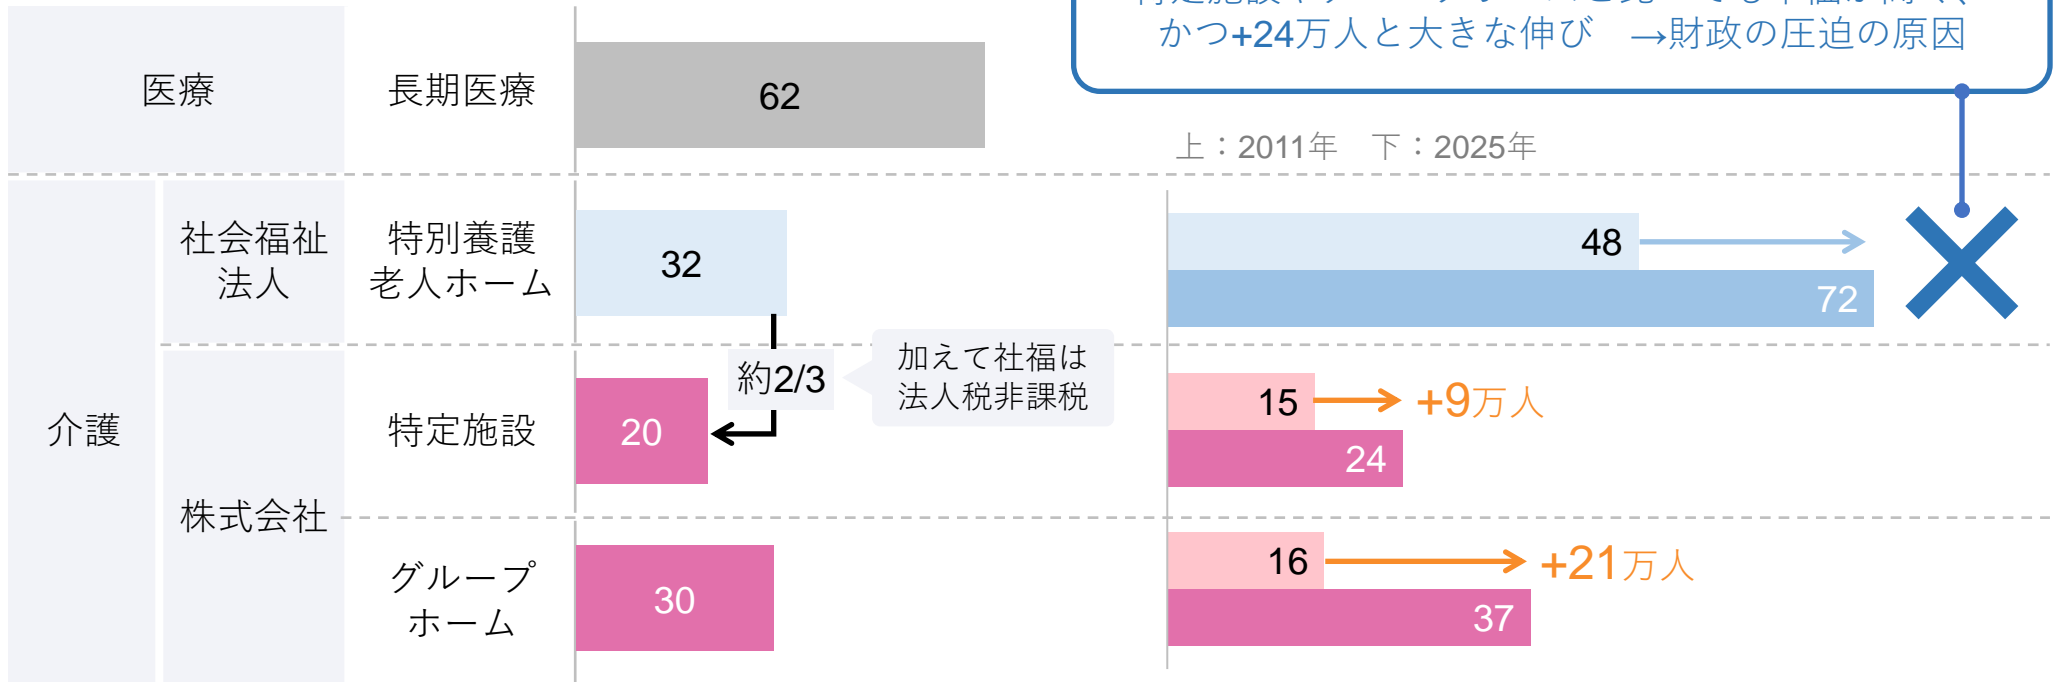 かつ+24万人と大きな伸び　→財政の圧迫の原因
医療
長期医療
62
上：2011年　下：2025年
介護
社会福祉
法人
特別養護
老人ホーム
32
48
72
約2/3
加えて社福は
法人税非課税
株式会社
特定施設
20
15
+9万人
24
グループ
ホーム
30
16
+21万人
37